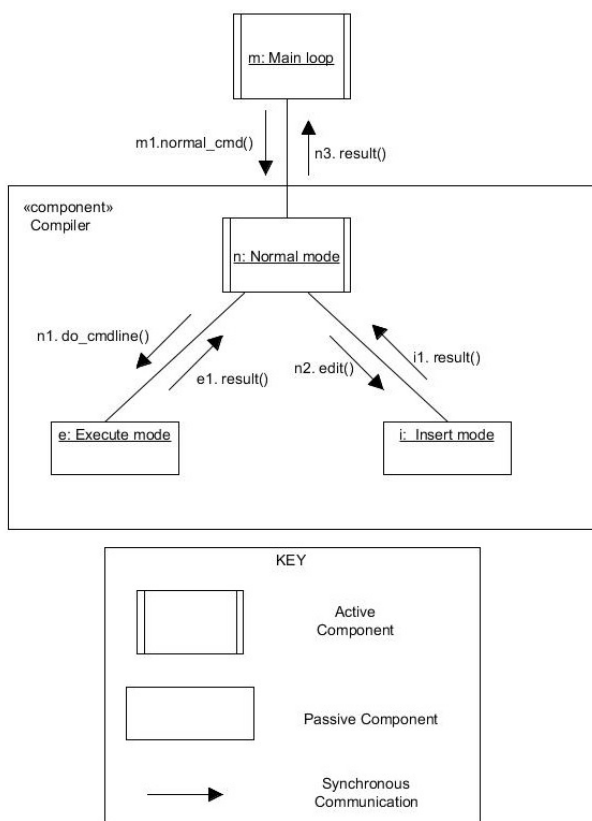 m: Main loop
m1.normal_cmd()
n3. result()
«component»
Compiler
n: Normal mode
n1. do_cmdline()
e1. result()
n2. edit()
i1. result()
e: Execute mode
i:  Insert mode
KEY
Active
Component
Passive Component
Synchronous
Communication